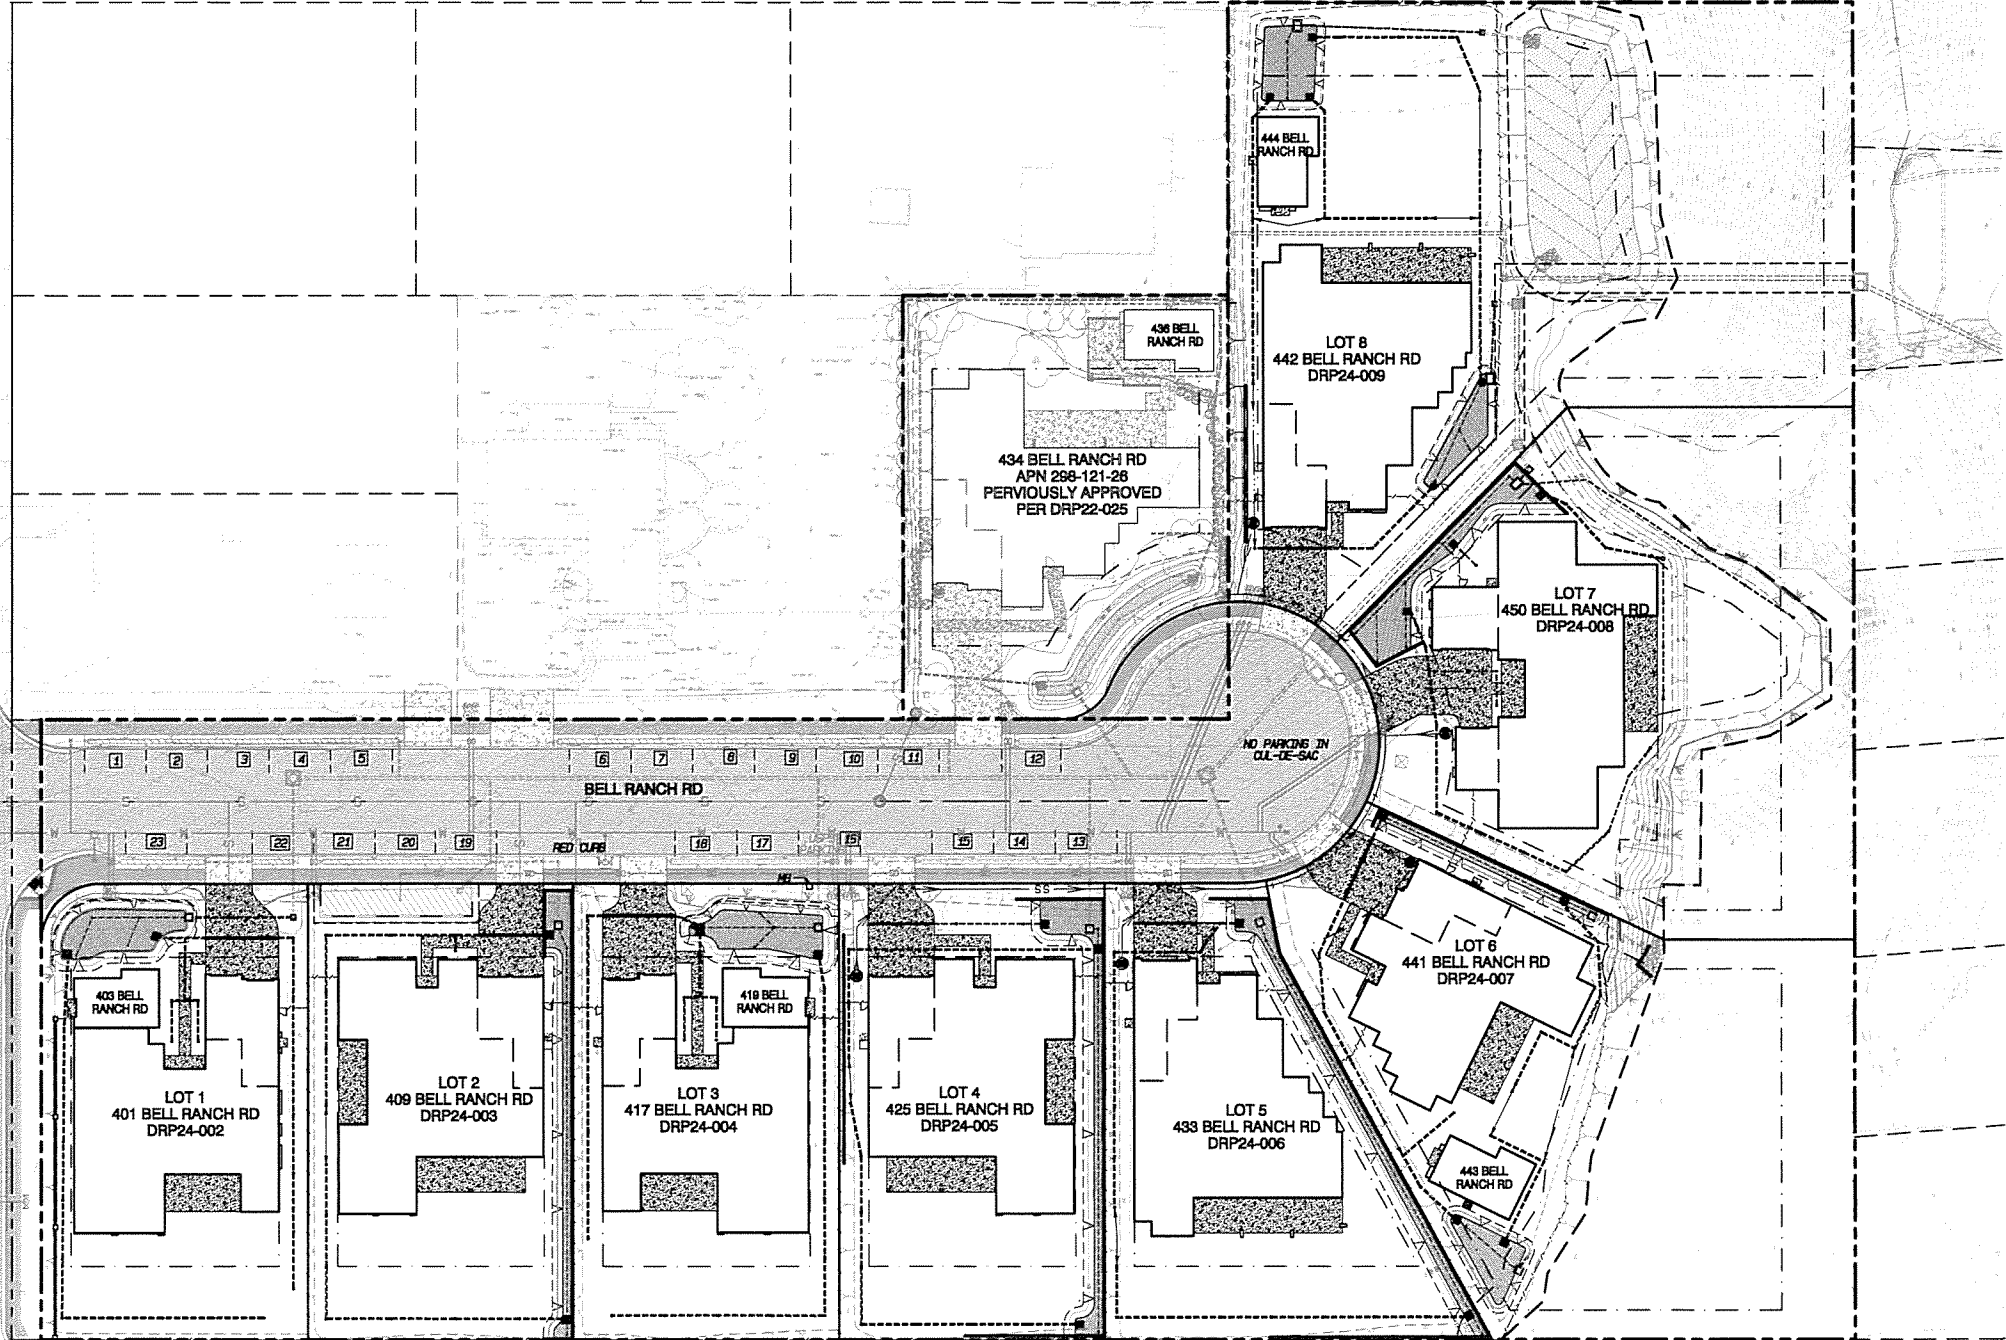 444 BELL
RANCH RD
436 BELL
RANCH RD
LOT 8
442 BELL RANCH RD
DRP24-009
434 BELL RANCH RD
APN 298-121-26
PERVIOUSLY APPROVED
PER DRP22-025
LOT 7
450 BELL RANCH RD
DRP24-008
NO PARKING IN
CUL-DE-SAC
1 2 3 4 5 6 7 8 9 10 11 12
BELL RANCH RD
23 22 21 20 19 18 17 15 15 14 13
RED CURB
MB
SS
LOT 6
441 BELL RANCH RD
DRP24-007
403 BELL
RANCH RD
419 BELL
RANCH RD
LOT 1
401 BELL RANCH RD
DRP24-002
LOT 2
409 BELL RANCH RD
DRP24-003
LOT 3
417 BELL RANCH RD
DRP24-004
LOT 4
425 BELL RANCH RD
DRP24-005
LOT 5
433 BELL RANCH RD
DRP24-006
443 BELL
RANCH RD